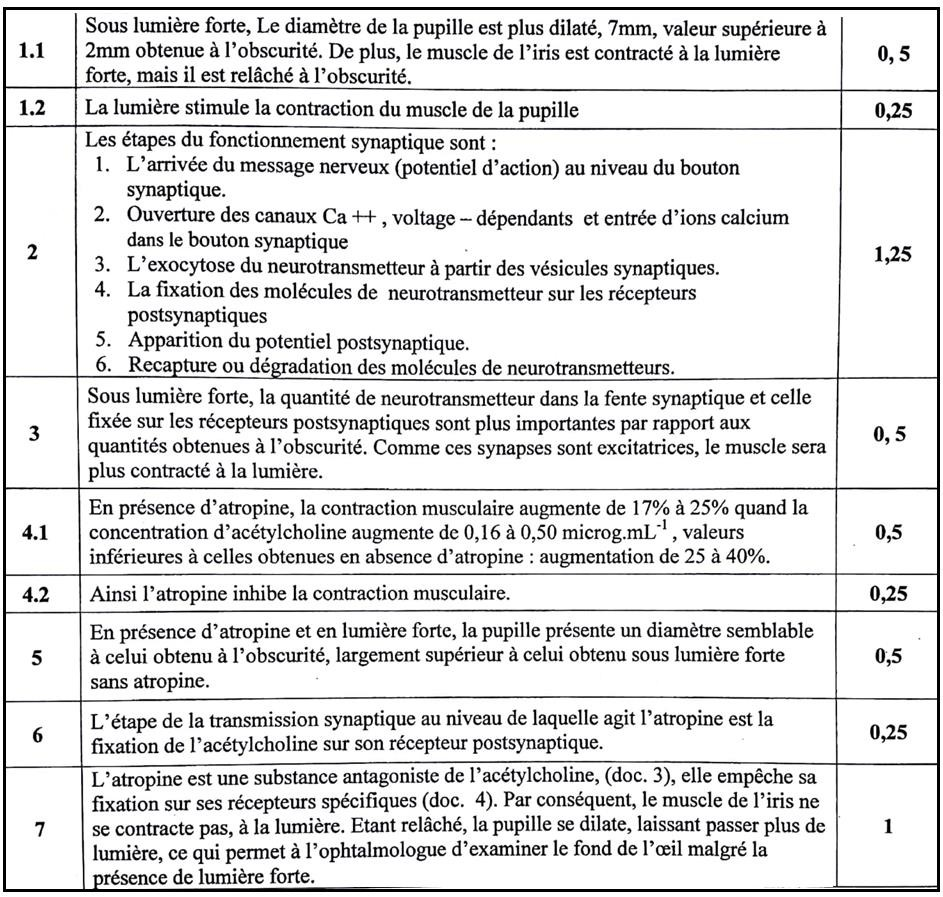 1.1
Sous lumière forte, Le diamètre de la pupille est plus dilaté, 7mm, valeur supérieure à
2mm obtenue à l'obscurité. De plus, le muscle de l'iris est contracté à la lumière
forte, mais il est relâché à l'obscurité.
0, 5
1.2
La lumière stimule la contraction du muscle de la pupille
0,25
2
Les étapes du fonctionnement synaptique sont :
1. L'arrivée du message nerveux (potentiel d'action) au niveau du bouton
synaptique.
2. Ouverture des canaux Ca ++ , voltage – dépendants et entrée d'ions calcium
dans le bouton synaptique
3. L'exocytose du neurotransmetteur à partir des vésicules synaptiques.
4. La fixation des molécules de neurotransmetteur sur les récepteurs
postsynaptiques
5. Apparition du potentiel postsynaptique.
6. Recapture ou dégradation des molécules de neurotransmetteurs.
1,25
3
Sous lumière forte, la quantité de neurotransmetteur dans la fente synaptique et celle
fixée sur les récepteurs postsynaptiques sont plus importantes par rapport aux
quantités obtenues à l'obscurité. Comme ces synapses sont excitatrices, le muscle sera
plus contracté à la lumière.
0, 5
4.1
En présence d'atropine, la contraction musculaire augmente de 17% à 25% quand la
concentration d'acétylcholine augmente de 0,16 à 0,50 microg.mL⁻¹ , valeurs
inférieures à celles obtenues en absence d'atropine : augmentation de 25 à 40%.
0,5
4.2
Ainsi l'atropine inhibe la contraction musculaire.
0,25
5
En présence d'atropine et en lumière forte, la pupille présente un diamètre semblable
à celui obtenu à l'obscurité, largement supérieur à celui obtenu sous lumière forte
sans atropine.
0,5
6
L'étape de la transmission synaptique au niveau de laquelle agit l'atropine est la
fixation de l'acétylcholine sur son récepteur postsynaptique.
0,25
7
L'atropine est une substance antagoniste de l'acétylcholine, (doc. 3), elle empêche sa
fixation sur ses récepteurs spécifiques (doc. 4). Par conséquent, le muscle de l'iris ne
se contracte pas, à la lumière. Etant relâché, la pupille se dilate, laissant passer plus de
lumière, ce qui permet à l'ophtalmologue d'examiner le fond de l'œil malgré la
présence de lumière forte.
1